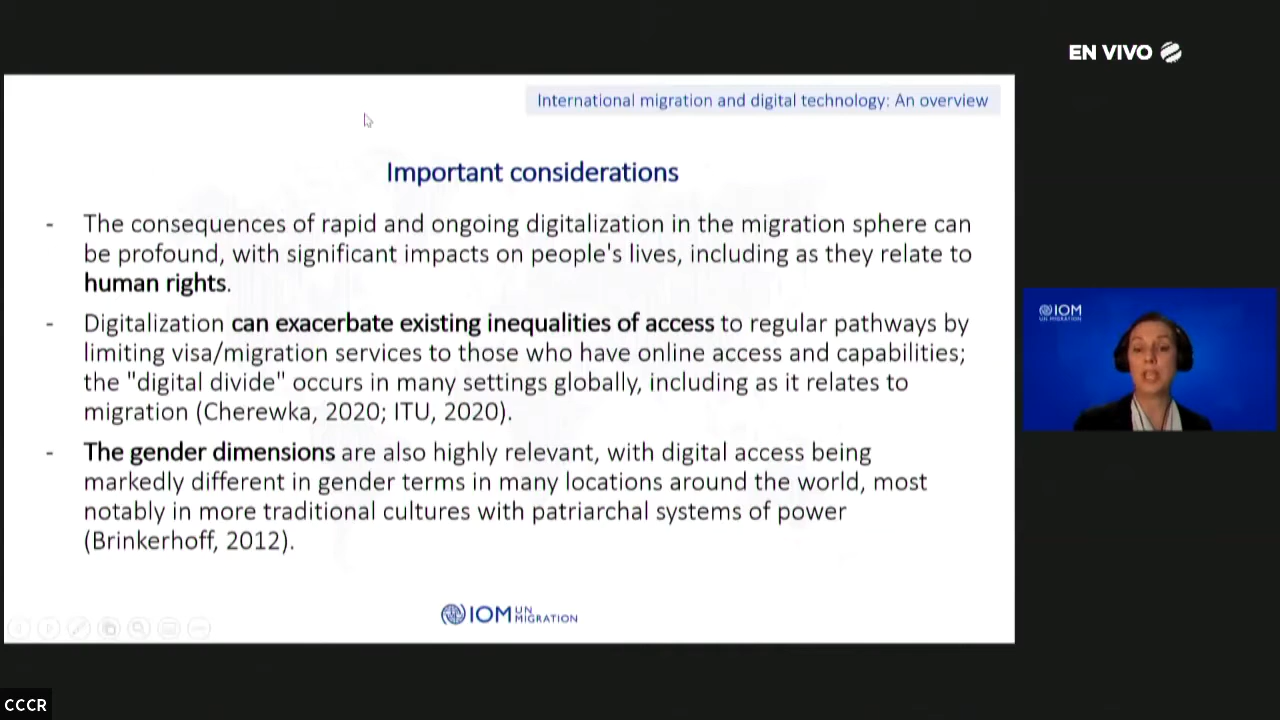 EN VIVO
International migration and digital technology: An overview
Important considerations
- The consequences of rapid and ongoing digitalization in the migration sphere can
be profound, with significant impacts on people's lives, including as they relate to
human rights.
- Digitalization can exacerbate existing inequalities of access to regular pathways by
limiting visa/migration services to those who have online access and capabilities;
the "digital divide" occurs in many settings globally, including as it relates to
migration (Cherewka, 2020; ITU, 2020).
- The gender dimensions are also highly relevant, with digital access being
markedly different in gender terms in many locations around the world, most
notably in more traditional cultures with patriarchal systems of power
(Brinkerhoff, 2012).
IOM UN MIGRATION
IOM
UN MIGRATION
CCCR